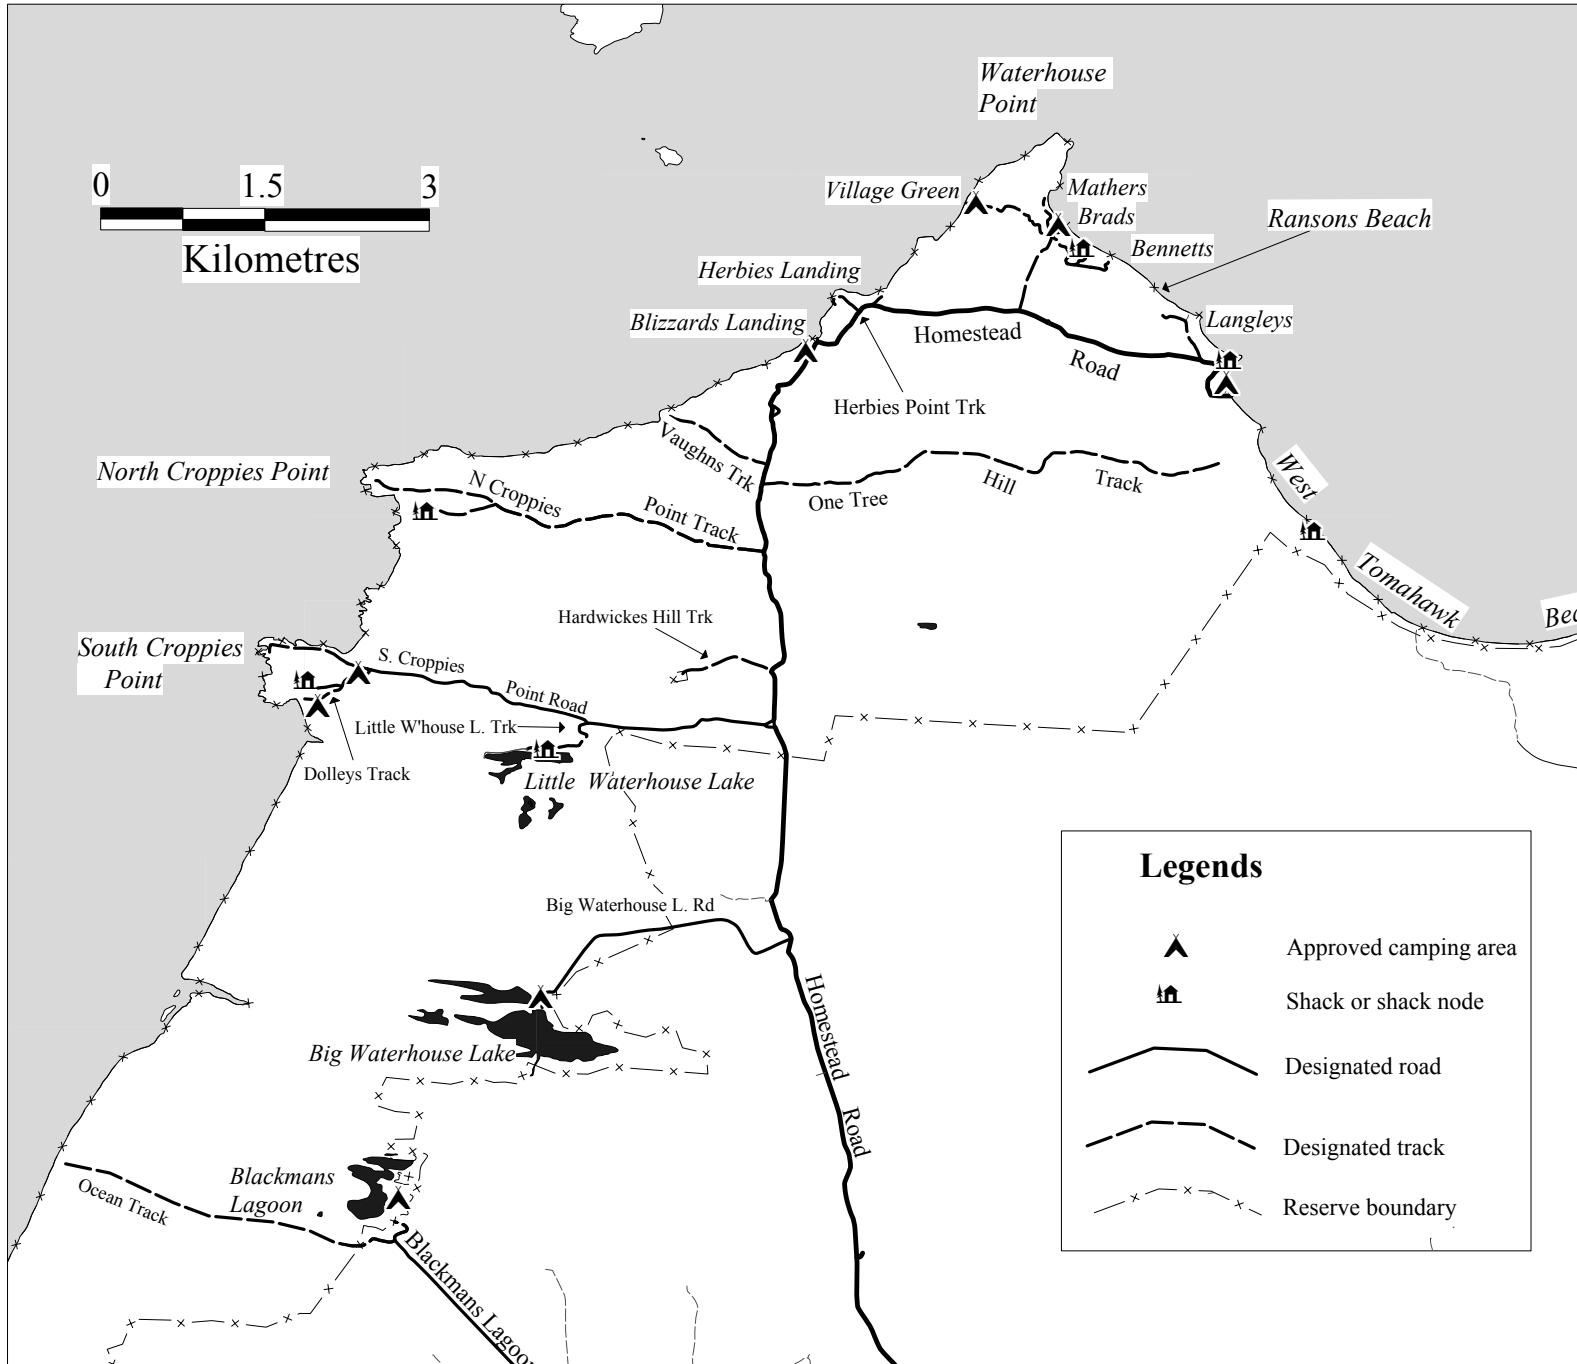 Waterhouse
Point
0 1.5 3
Kilometres
Village Green
Mathers
Brads
Ransons Beach
Bennetts
Herbies Landing
Blizzards Landing
Langleys
Homestead
Road
Herbies Point Trk
Vaughns Trk
North Croppies Point
N Croppies
Point Track
One Tree
Hill
Track
West
Tomahawk
Hardwickes Hill Trk
South Croppies
Point
S. Croppies
Point Road
Little W'house L. Trk
Dolleys Track
Little Waterhouse Lake
Big Waterhouse L. Rd
Homestead
Road
Big Waterhouse Lake
Blackmans
Lagoon
Ocean Track
Blackmans
Legends
Approved camping area
Shack or shack node
Designated road
Designated track
Reserve boundary